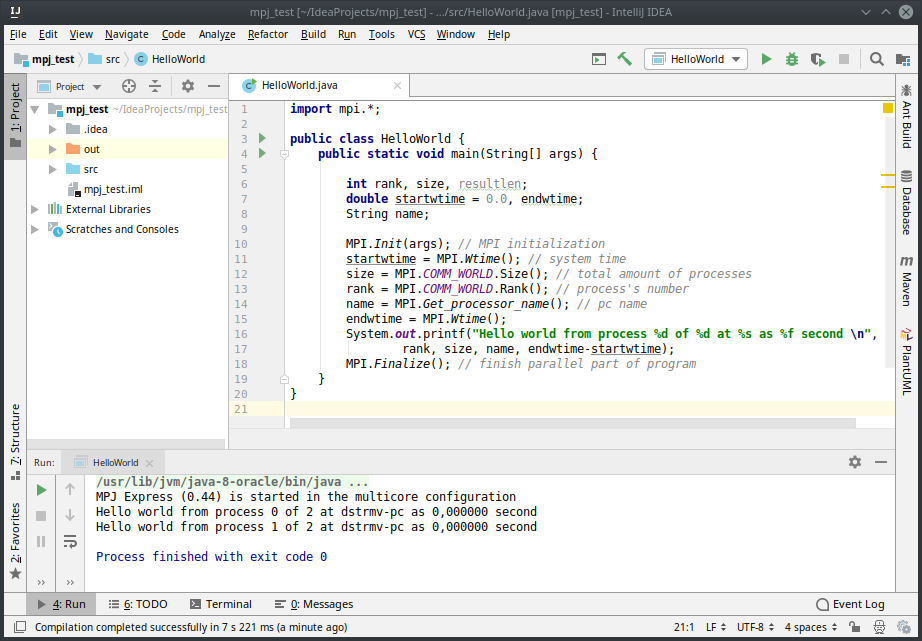 mpj_test [~/IdeaProjects/mpj_test] - .../src/HelloWorld.java [mpj_test] - IntelliJ IDEA
File Edit View Navigate Code Analyze Refactor Build Run Tools VCS Window Help
mpj_test src HelloWorld HelloWorld
1: Project
Project
HelloWorld.java
mpj_test ~/IdeaProjects/mpj_test
.idea
out
src
mpj_test.iml
External Libraries
Scratches and Consoles
1 import mpi.*;
2
3 public class HelloWorld {
4 public static void main(String[] args) {
5
6 int rank, size, resultlen;
7 double startwtime = 0.0, endwtime;
8 String name;
9
10 MPI.Init(args); // MPI initialization
11 startwtime = MPI.Wtime(); // system time
12 size = MPI.COMM_WORLD.Size(); // total amount of processes
13 rank = MPI.COMM_WORLD.Rank(); // process's number
14 name = MPI.Get_processor_name(); // pc name
15 endwtime = MPI.Wtime();
16 System.out.printf("Hello world from process %d of %d at %s as %f second \n",
17 rank, size, name, endwtime-startwtime);
18 MPI.Finalize(); // finish parallel part of program
19 }
20 }
21
Ant Build
Database
Maven
PlantUML
7: Structure
2: Favorites
Run: HelloWorld
/usr/lib/jvm/java-8-oracle/bin/java ...
MPJ Express (0.44) is started in the multicore configuration
Hello world from process 0 of 2 at dstrmv-pc as 0,000000 second
Hello world from process 1 of 2 at dstrmv-pc as 0,000000 second
Process finished with exit code 0
4: Run 6: TODO Terminal 0: Messages Event Log
Compilation completed successfully in 7 s 221 ms (a minute ago) 21:1 LF UTF-8 4 spaces